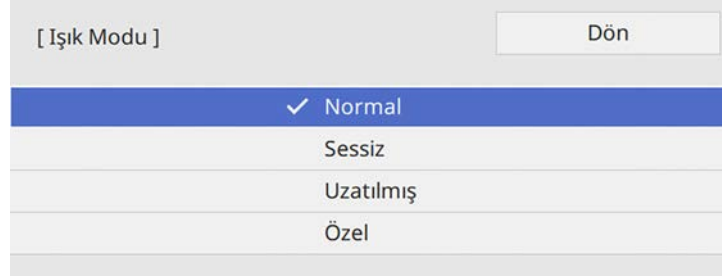 [ Işık Modu ]
Dön
✓ Normal
Sessiz
Uzatılmış
Özel